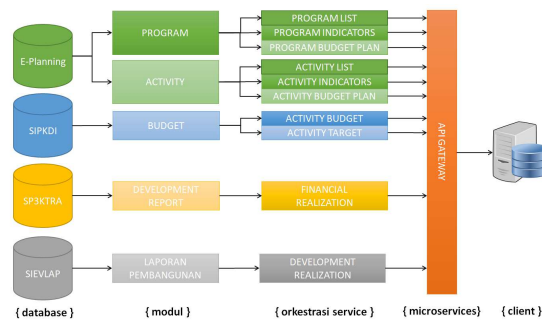 PROGRAM LIST
PROGRAM INDICATORS
PROGRAM BUDGET PLAN
PROGRAM
E-Planning
ACTIVITY LIST
ACTIVITY INDICATORS
ACTIVITY BUDGET PLAN
ACTIVITY
SIPKDI
BUDGET
ACTIVITY BUDGET
ACTIVITY TARGET
SP3KTRA
DEVELOPMENT
REPORT
FINANCIAL
REALIZATION
SIEVLAP
LAPORAN
PEMBANGUNAN
DEVELOPMENT
REALIZATION
API GATEWAY
{ database }
{ modul }
{ orkestrasi service }
{ microservices}
{ client }